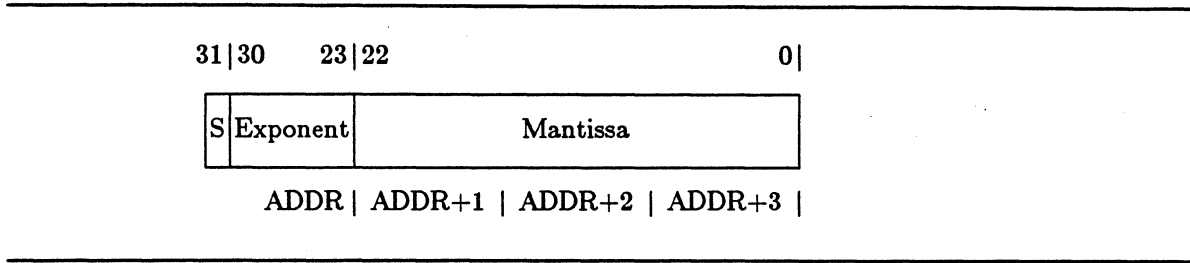 31|30 23|22 0|
S|Exponent| Mantissa
ADDR | ADDR+1 | ADDR+2 | ADDR+3 |